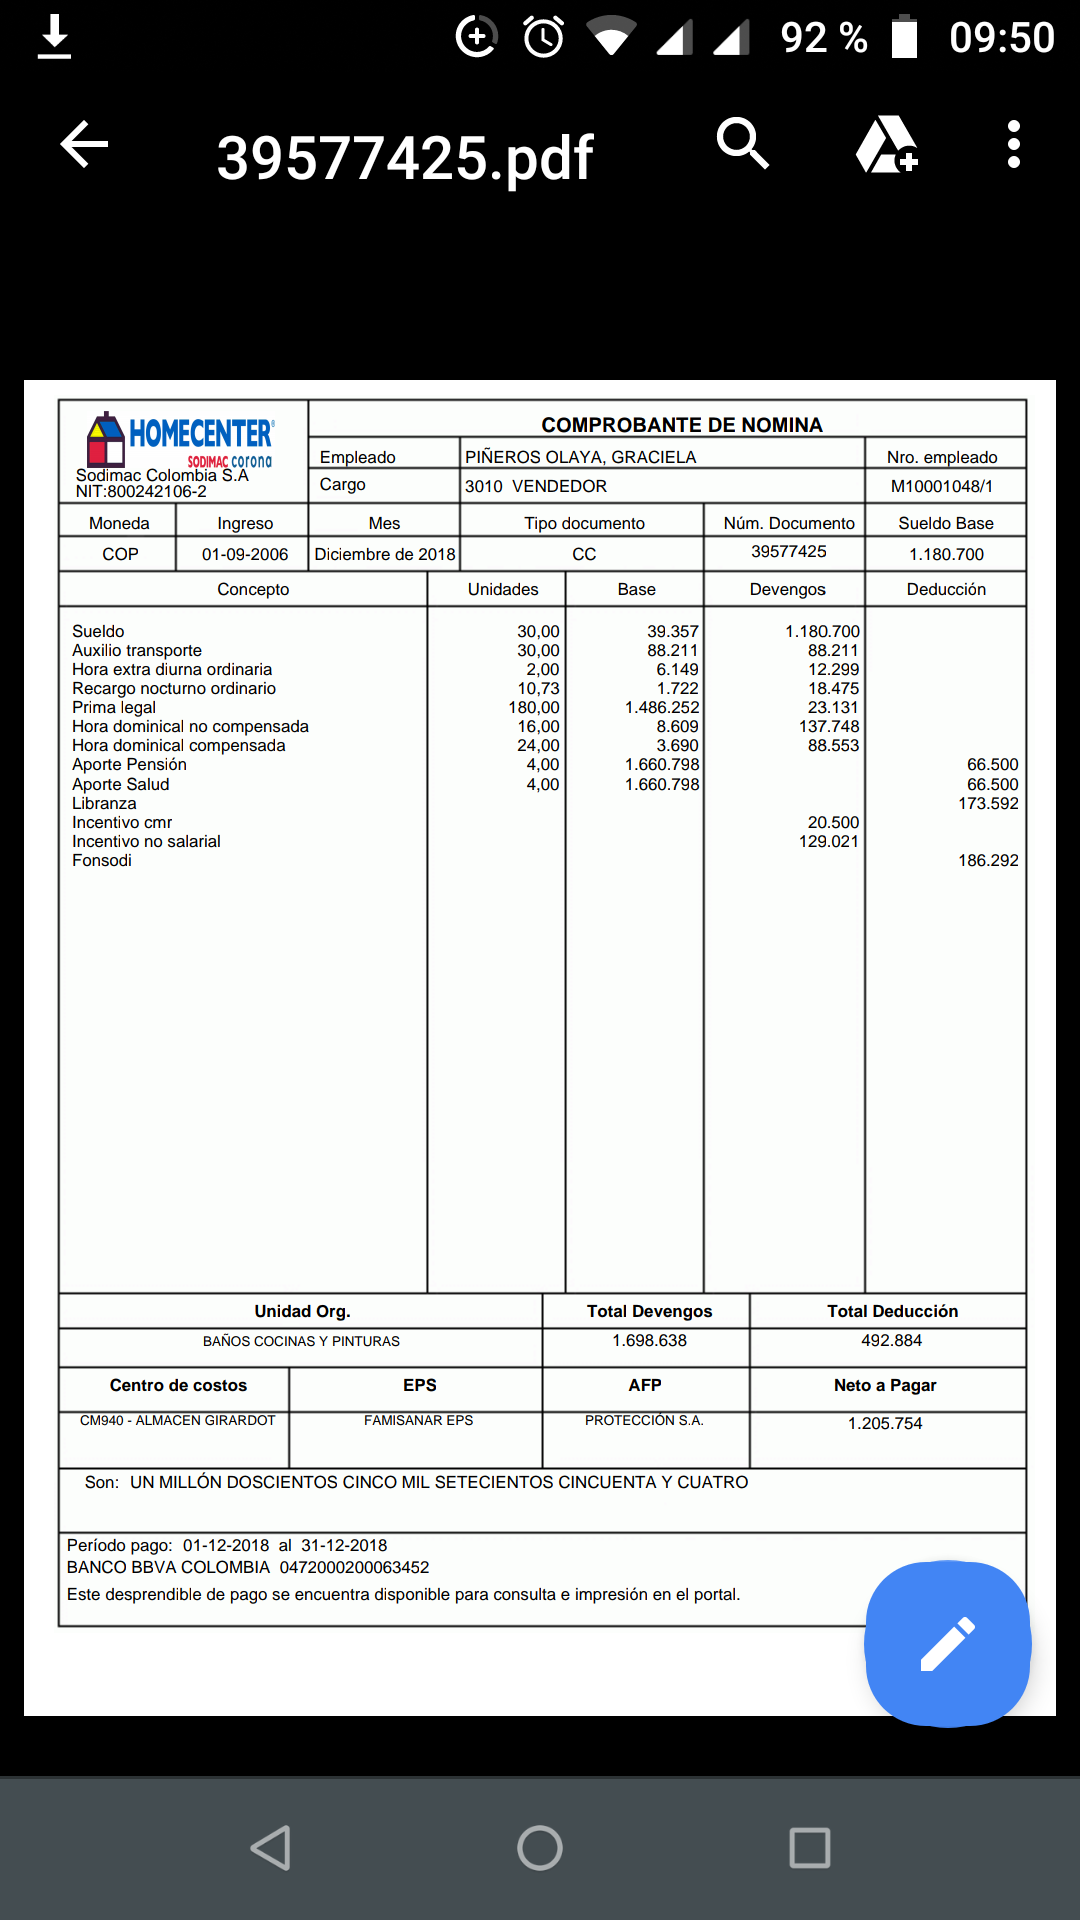 92 % 09:50
39577425.pdf
HOMECENTER
SODIMAC corona
Sodimac Colombia S.A
NIT:800242106-2
COMPROBANTE DE NOMINA
Empleado PIÑEROS OLAYA, GRACIELA Nro. empleado
Cargo 3010 VENDEDOR M10001048/1
Moneda Ingreso Mes Tipo documento Núm. Documento Sueldo Base
COP 01-09-2006 Diciembre de 2018 CC 39577425 1.180.700
Concepto Unidades Base Devengos Deducción
Sueldo 30,00 39.357 1.180.700
Auxilio transporte 30,00 88.211 88.211
Hora extra diurna ordinaria 2,00 6.149 12.299
Recargo nocturno ordinario 10,73 1.722 18.475
Prima legal 180,00 1.486.252 23.131
Hora dominical no compensada 16,00 8.609 137.748
Hora dominical compensada 24,00 3.690 88.553
Aporte Pensión 4,00 1.660.798 66.500
Aporte Salud 4,00 1.660.798 66.500
Libranza 173.592
Incentivo cmr 20.500
Incentivo no salarial 129.021
Fonsodi 186.292
Unidad Org. Total Devengos Total Deducción
BAÑOS COCINAS Y PINTURAS 1.698.638 492.884
Centro de costos EPS AFP Neto a Pagar
CM940 - ALMACEN GIRARDOT FAMISANAR EPS PROTECCIÓN S.A. 1.205.754
Son: UN MILLÓN DOSCIENTOS CINCO MIL SETECIENTOS CINCUENTA Y CUATRO
Período pago: 01-12-2018 al 31-12-2018
BANCO BBVA COLOMBIA 0472000200063452
Este desprendible de pago se encuentra disponible para consulta e impresión en el portal.